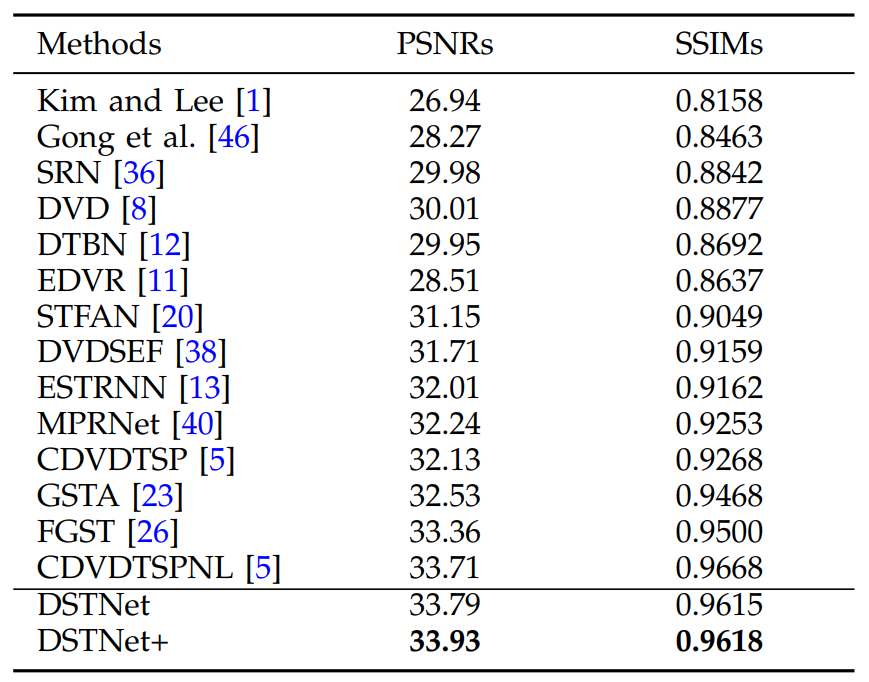 Methods PSNRs SSIMs
Kim and Lee [1] 26.94 0.8158
Gong et al. [46] 28.27 0.8463
SRN [36] 29.98 0.8842
DVD [8] 30.01 0.8877
DTBN [12] 29.95 0.8692
EDVR [11] 28.51 0.8637
STFAN [20] 31.15 0.9049
DVDSEF [38] 31.71 0.9159
ESTRNN [13] 32.01 0.9162
MPRNet [40] 32.24 0.9253
CDVDTSP [5] 32.13 0.9268
GSTA [23] 32.53 0.9468
FGST [26] 33.36 0.9500
CDVDTSPNL [5] 33.71 0.9668
DSTNet 33.79 0.9615
DSTNet+ 33.93 0.9618